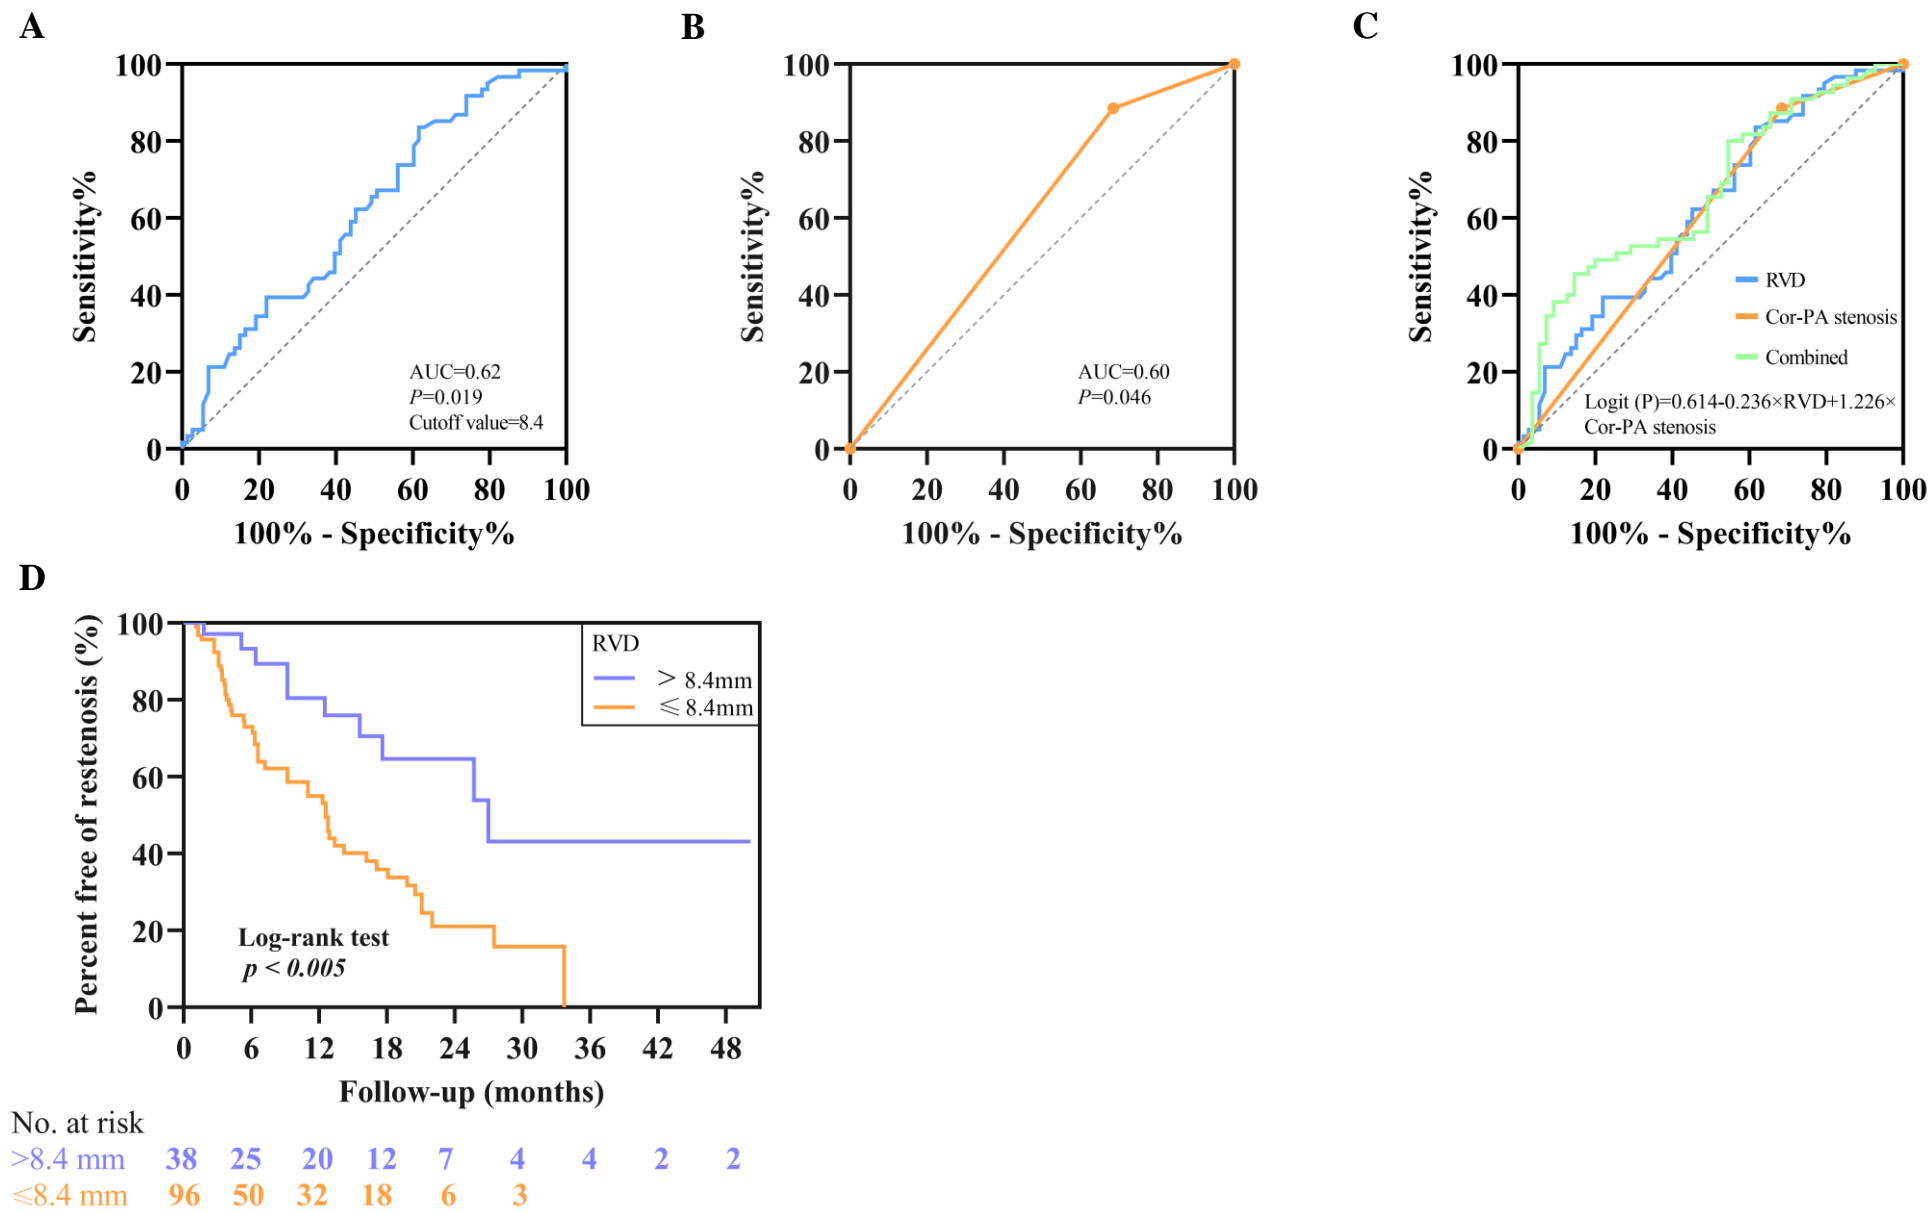 A
100
80
60
40
20
0
Sensitivity%
AUC=0.62
P=0.019
Cutoff value=8.4
0 20 40 60 80 100
100% - Specificity%
B
100
80
60
40
20
0
Sensitivity%
AUC=0.60
P=0.046
0 20 40 60 80 100
100% - Specificity%
C
100
80
60
40
20
0
Sensitivity%
RVD
Cor-PA stenosis
Combined
Logit (P)=0.614-0.236×RVD+1.226×
Cor-PA stenosis
0 20 40 60 80 100
100% - Specificity%
D
100
80
60
40
20
0
Percent free of restenosis (%)
RVD
> 8.4mm
≤ 8.4mm
Log-rank test
p < 0.005
0 6 12 18 24 30 36 42 48
Follow-up (months)
No. at risk
>8.4 mm 38 25 20 12 7 4 4 2 2
≤8.4 mm 96 50 32 18 6 3